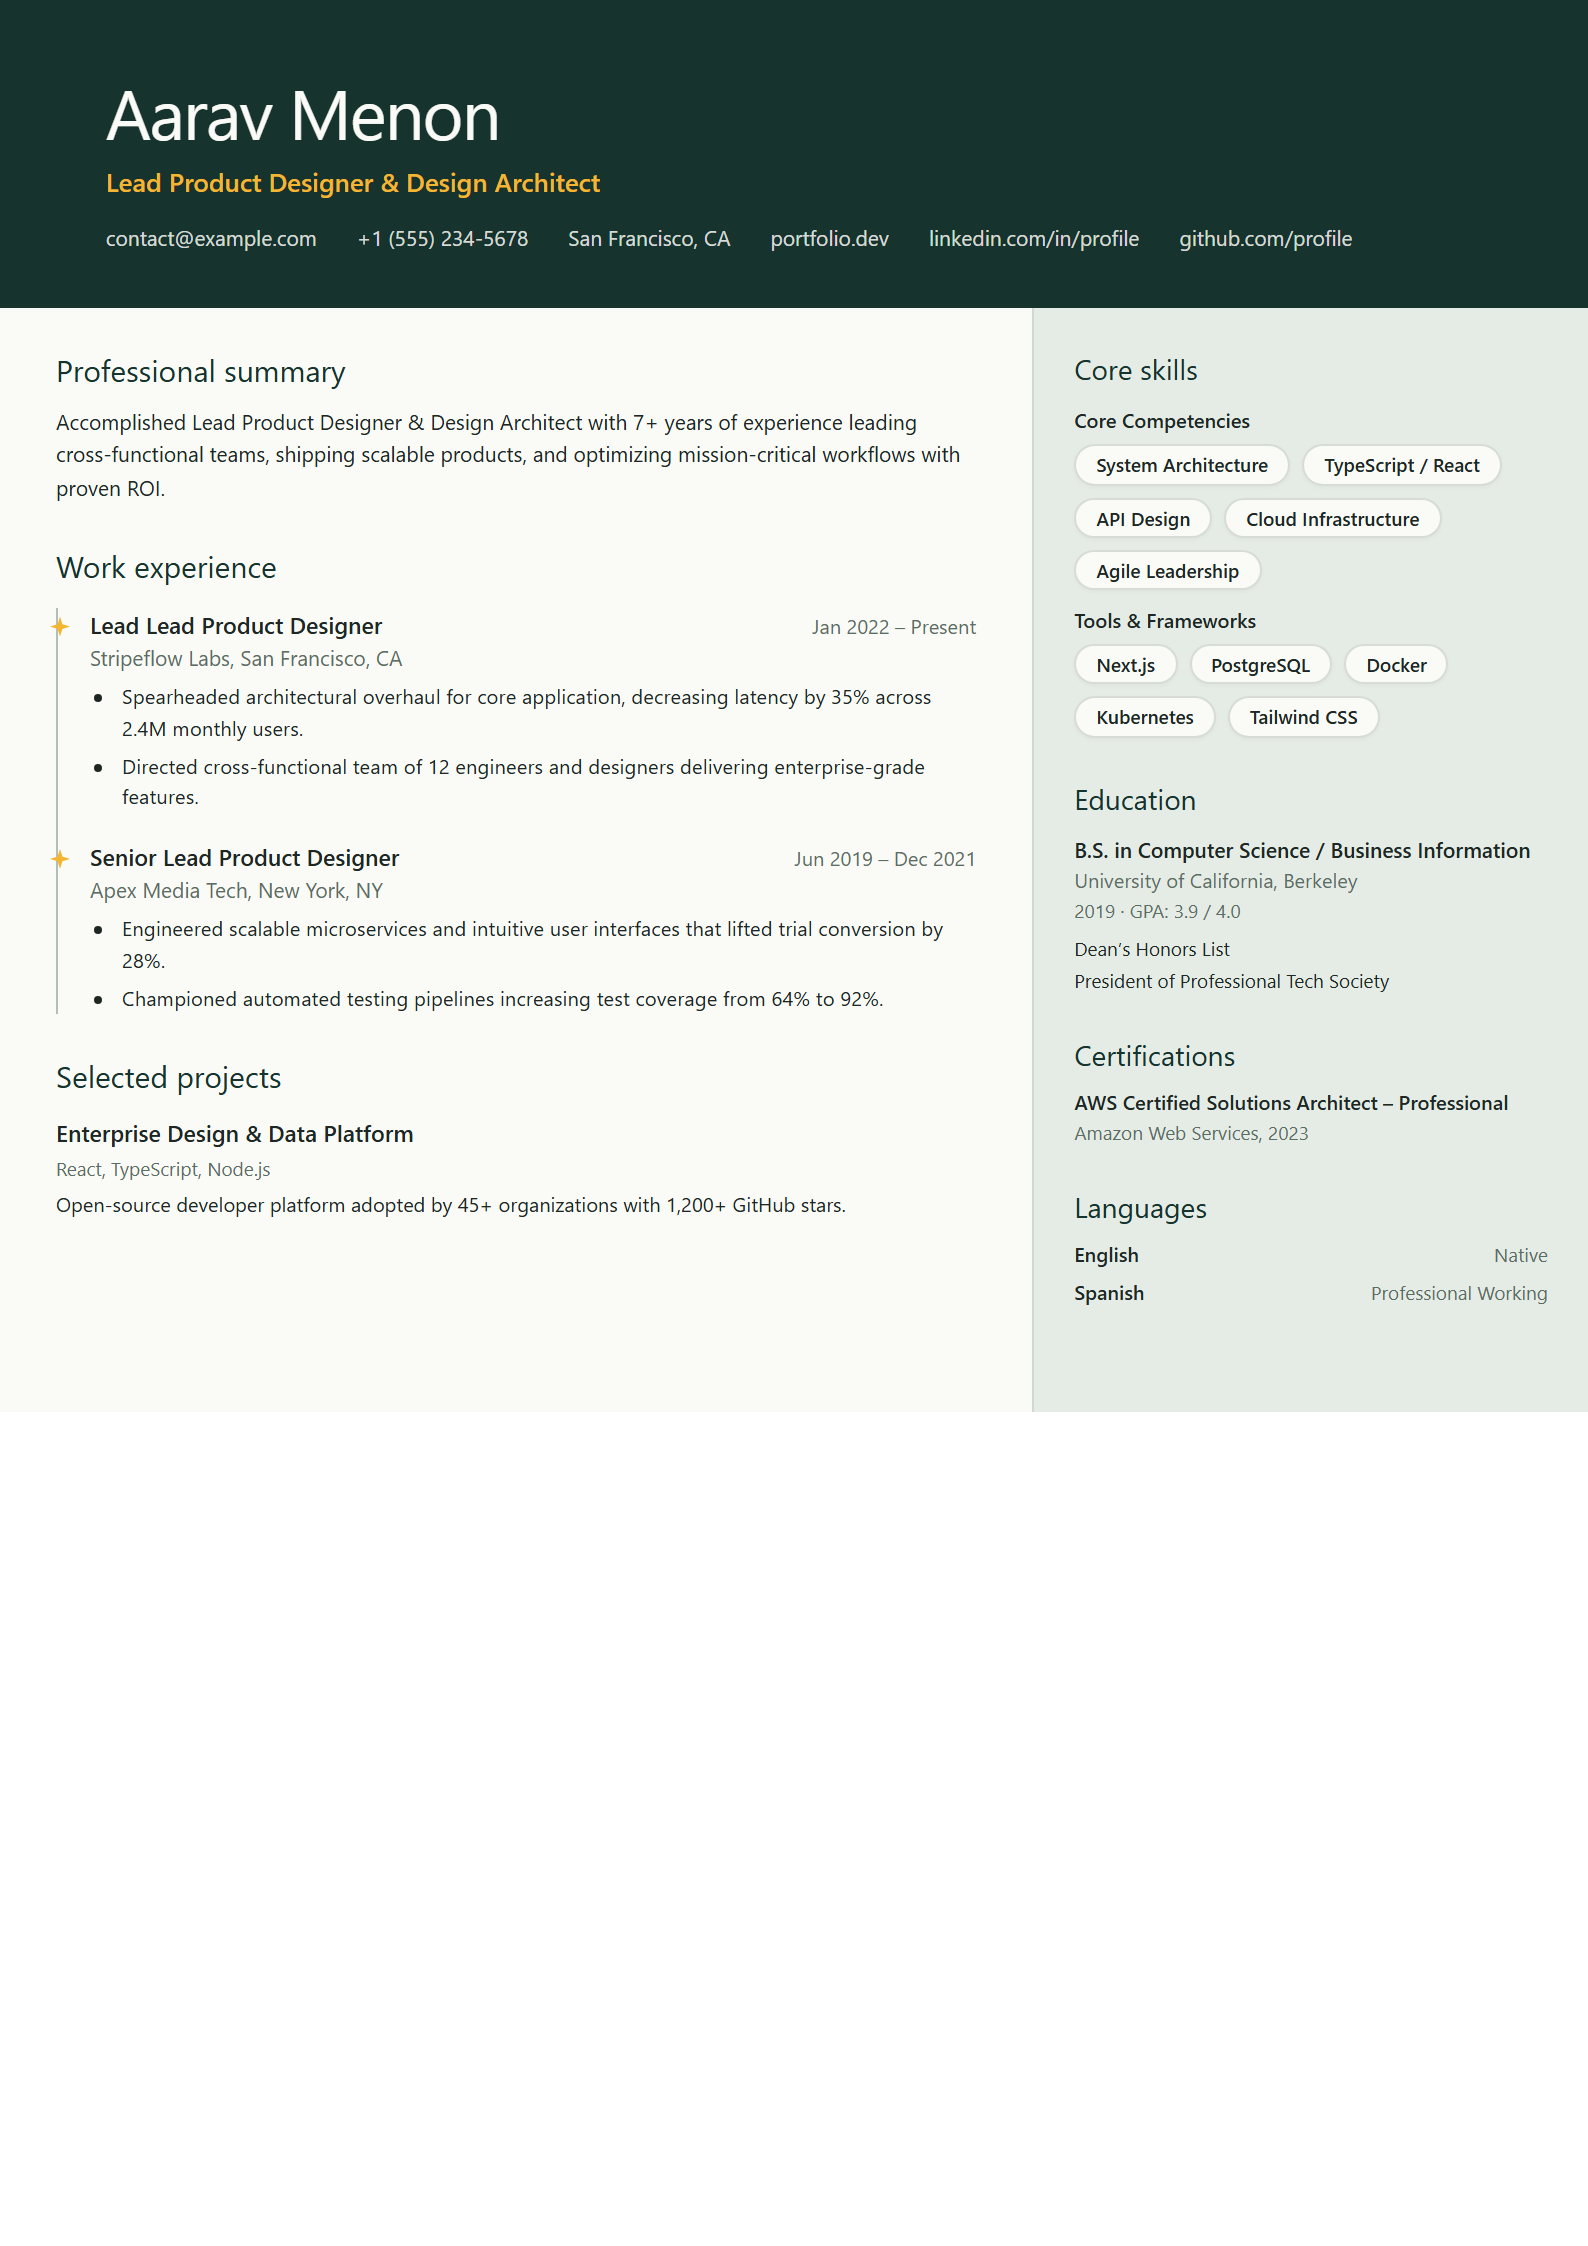 Aarav Menon
Lead Product Designer & Design Architect
contact@example.com +1 (555) 234-5678 San Francisco, CA portfolio.dev linkedin.com/in/profile github.com/profile
Professional summary
Accomplished Lead Product Designer & Design Architect with 7+ years of experience leading
cross-functional teams, shipping scalable products, and optimizing mission-critical workflows with
proven ROI.
Work experience
Lead Lead Product Designer Jan 2022 – Present
Stripeflow Labs, San Francisco, CA
• Spearheaded architectural overhaul for core application, decreasing latency by 35% across
2.4M monthly users.
• Directed cross-functional team of 12 engineers and designers delivering enterprise-grade
features.
Senior Lead Product Designer Jun 2019 – Dec 2021
Apex Media Tech, New York, NY
• Engineered scalable microservices and intuitive user interfaces that lifted trial conversion by
28%.
• Championed automated testing pipelines increasing test coverage from 64% to 92%.
Selected projects
Enterprise Design & Data Platform
React, TypeScript, Node.js
Open-source developer platform adopted by 45+ organizations with 1,200+ GitHub stars.
Core skills
Core Competencies
System Architecture TypeScript / React
API Design Cloud Infrastructure
Agile Leadership
Tools & Frameworks
Next.js PostgreSQL Docker
Kubernetes Tailwind CSS
Education
B.S. in Computer Science / Business Information
University of California, Berkeley
2019 · GPA: 3.9 / 4.0
Dean’s Honors List
President of Professional Tech Society
Certifications
AWS Certified Solutions Architect – Professional
Amazon Web Services, 2023
Languages
English Native
Spanish Professional Working